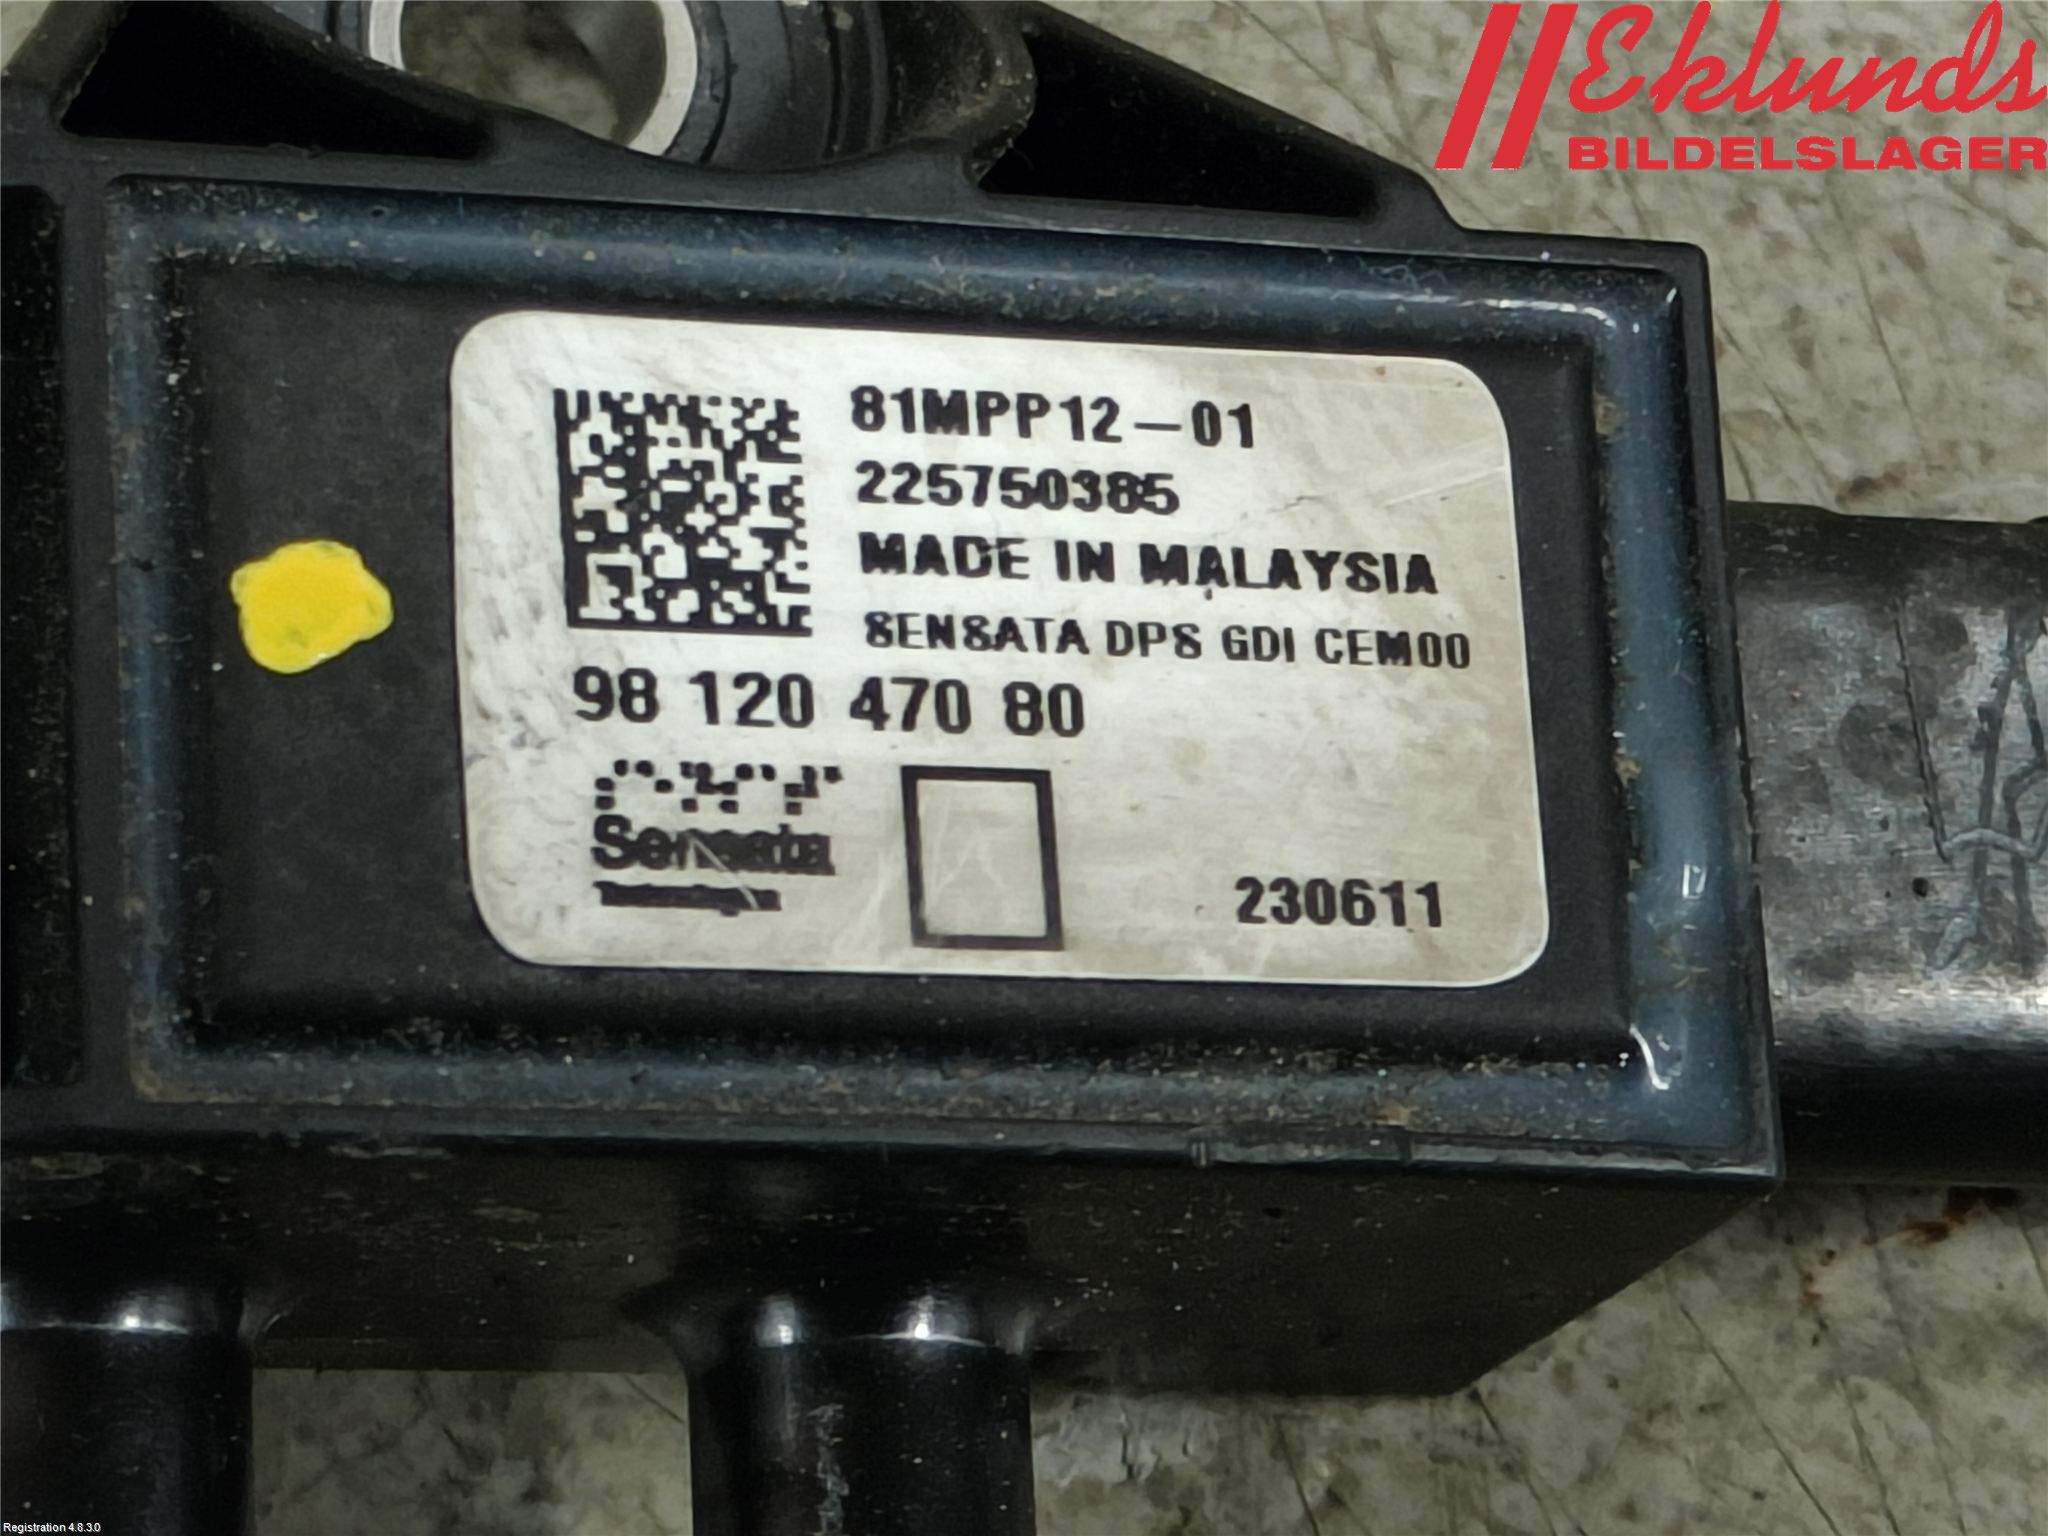 Eklunds
BILDELSLAGER
81MPP12-01
225750385
MADE IN MALAYSIA
SENSATA DPS GDI CEM00
98 120 470 80
Sensata
230611
Registration 4.8.3.0